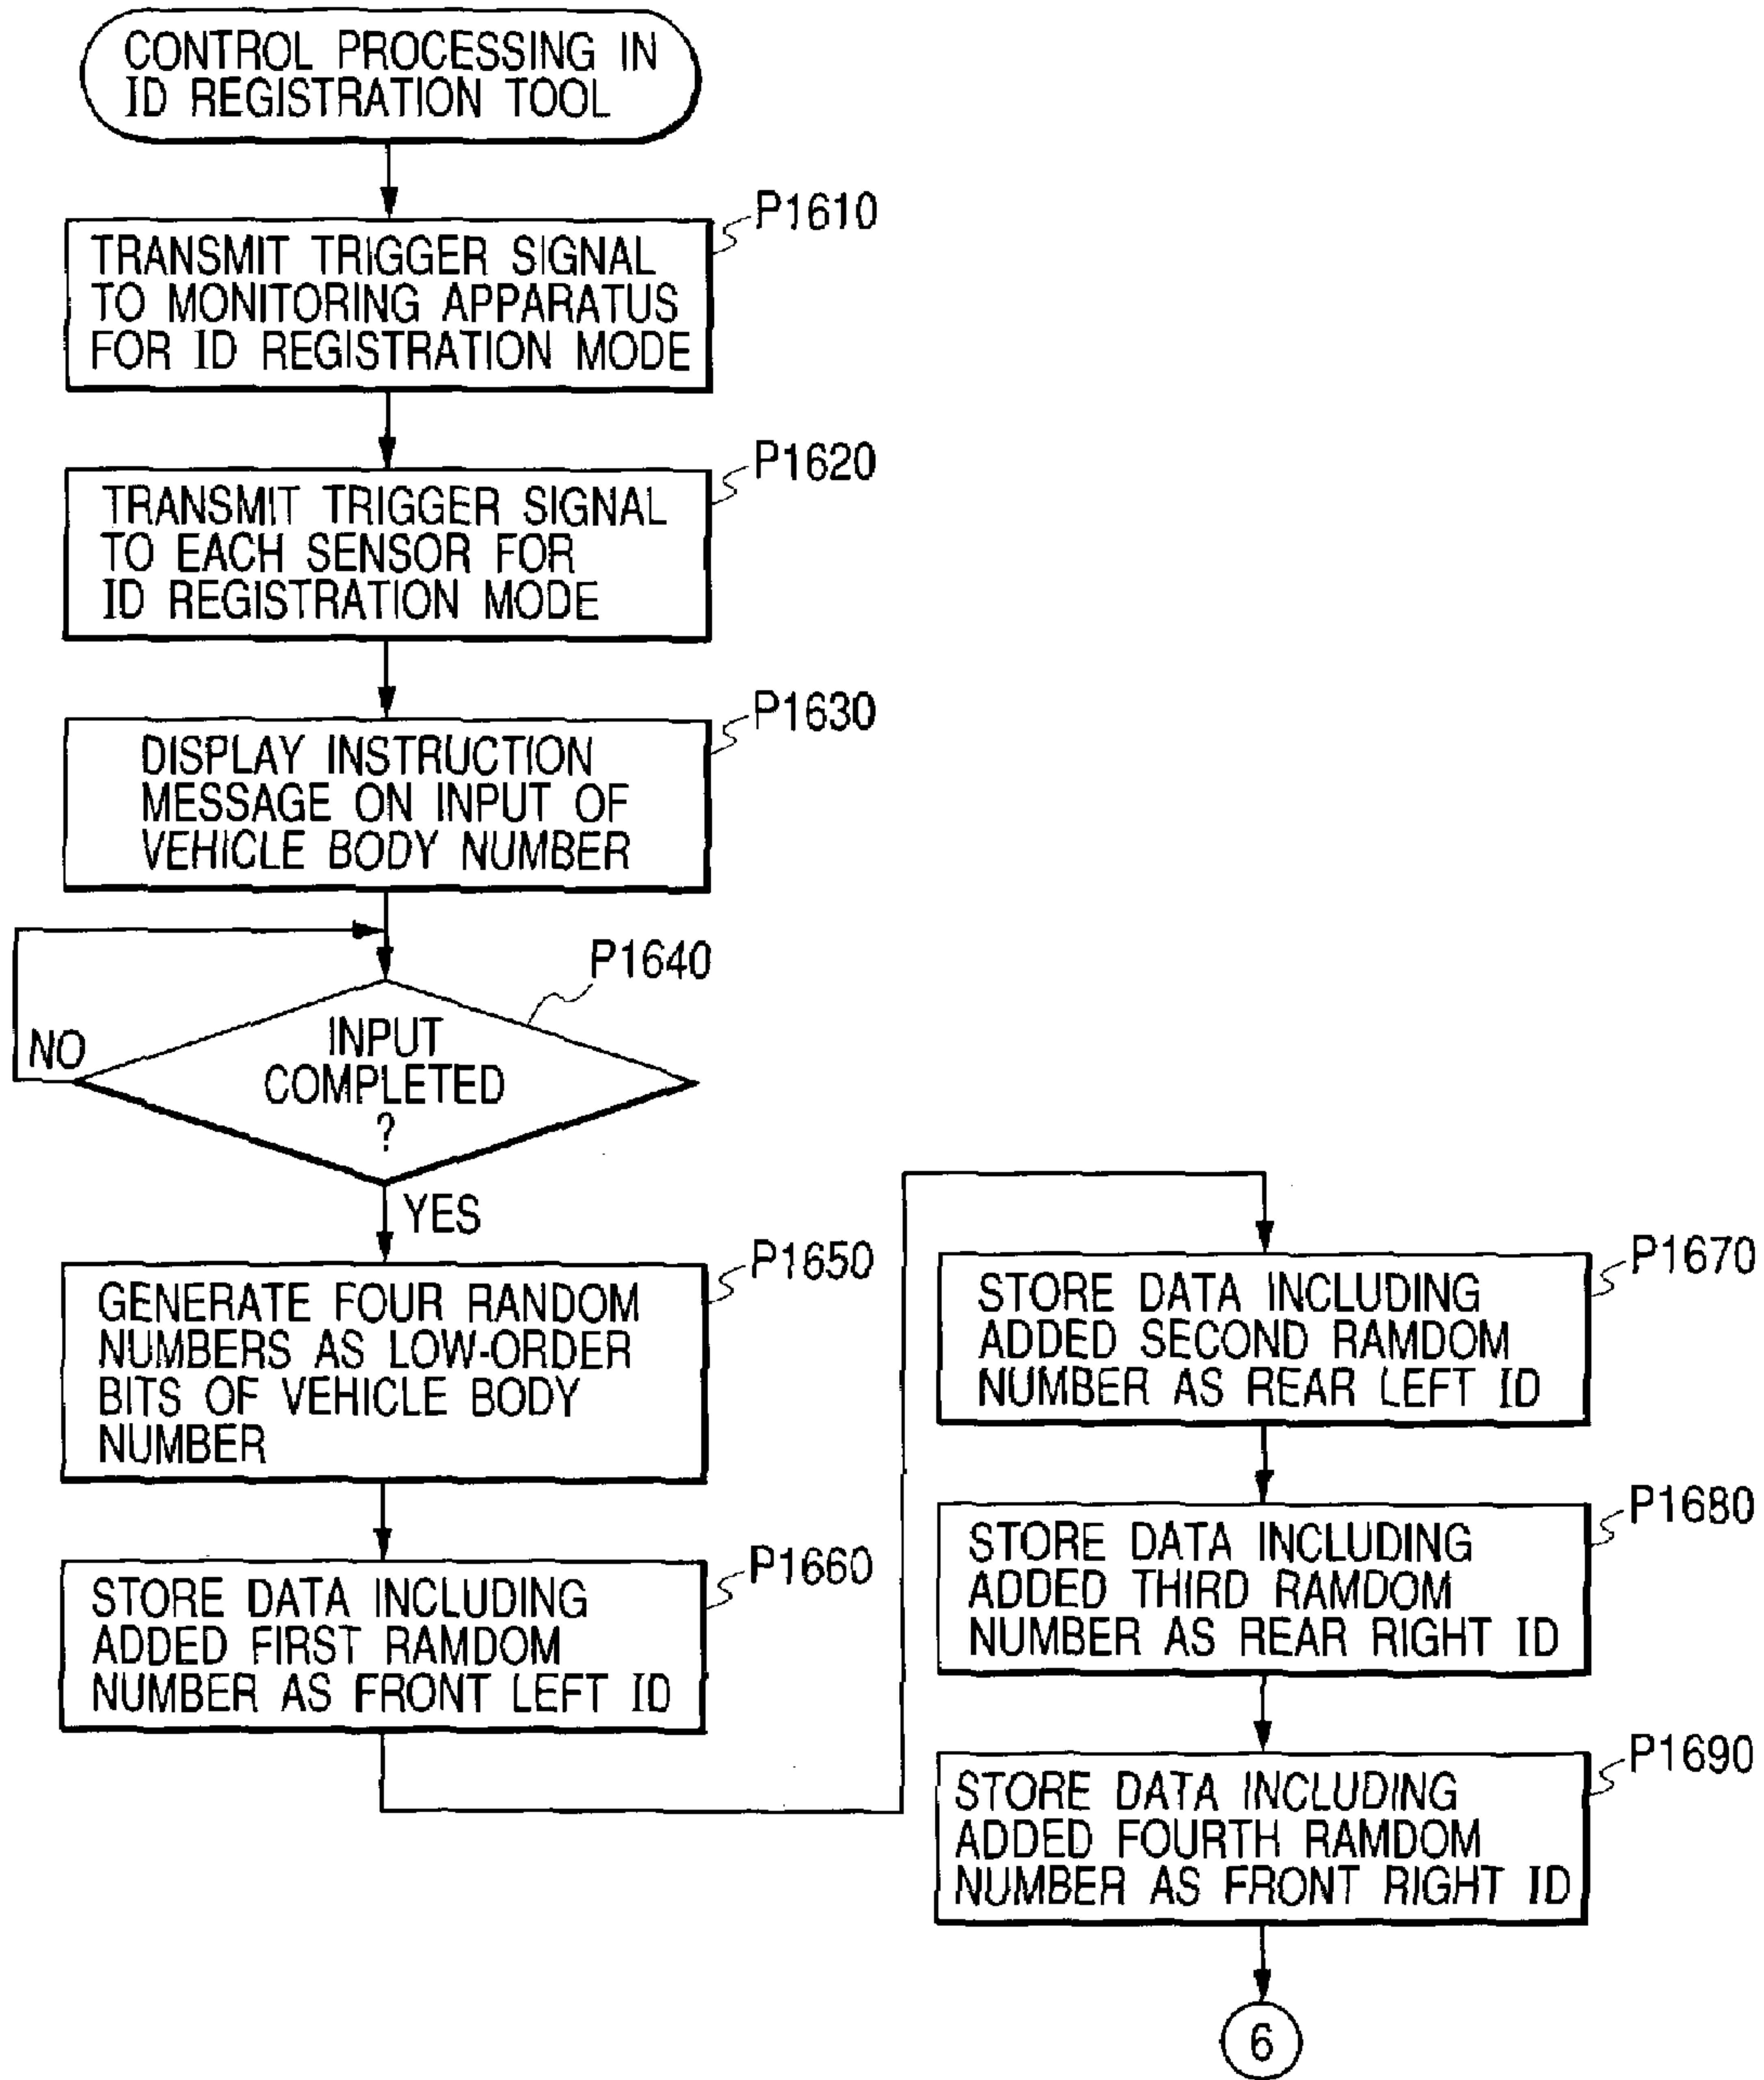 CONTROL PROCESSING IN
ID REGISTRATION TOOL
P1610
TRANSMIT TRIGGER SIGNAL
TO MONITORING APPARATUS
FOR ID REGISTRATION MODE
P1620
TRANSMIT TRIGGER SIGNAL
TO EACH SENSOR FOR
ID REGISTRATION MODE
P1630
DISPLAY INSTRUCTION
MESSAGE ON INPUT OF
VEHICLE BODY NUMBER
P1640
INPUT
COMPLETED
?
NO
YES
P1650
GENERATE FOUR RANDOM
NUMBERS AS LOW-ORDER
BITS OF VEHICLE BODY
NUMBER
P1660
STORE DATA INCLUDING
ADDED FIRST RAMDOM
NUMBER AS FRONT LEFT ID
P1670
STORE DATA INCLUDING
ADDED SECOND RAMDOM
NUMBER AS REAR LEFT ID
P1680
STORE DATA INCLUDING
ADDED THIRD RAMDOM
NUMBER AS REAR RIGHT ID
P1690
STORE DATA INCLUDING
ADDED FOURTH RAMDOM
NUMBER AS FRONT RIGHT ID
6